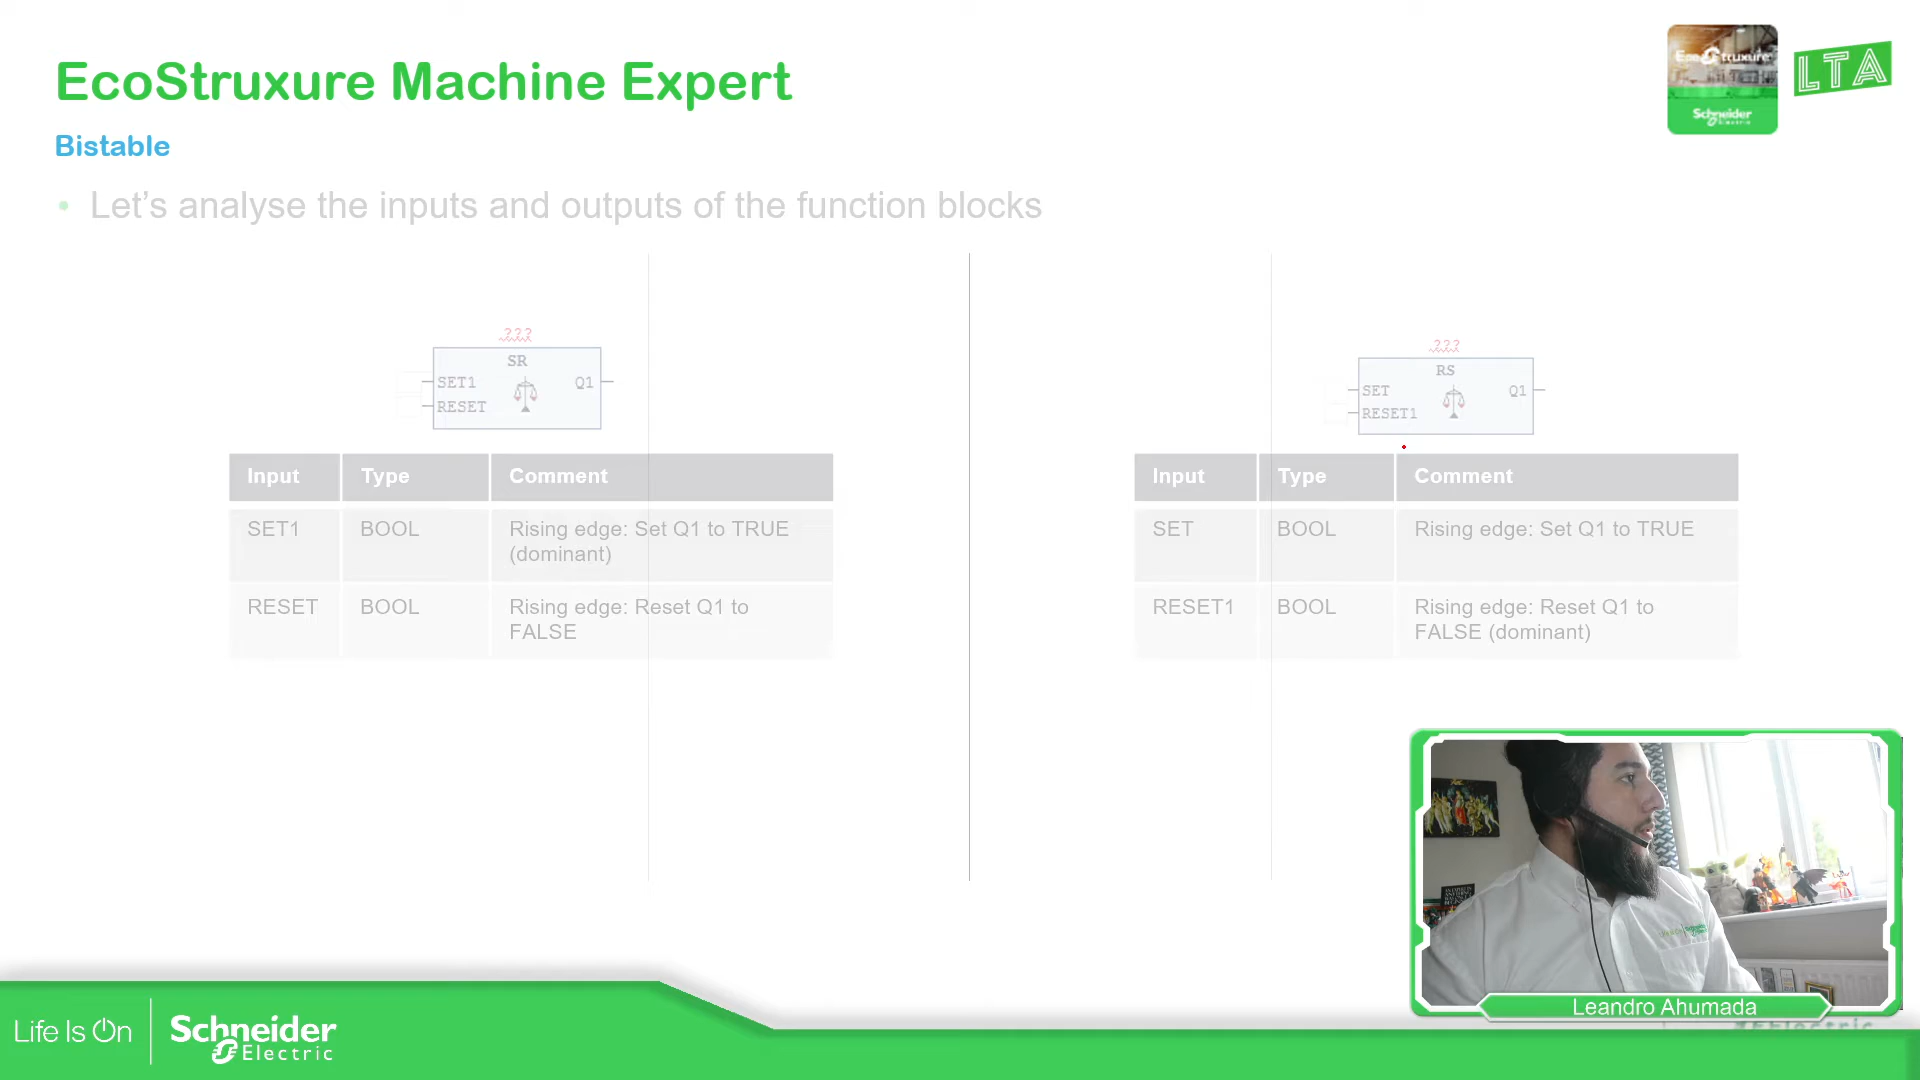 EcoStruxure Machine Expert
EcoStruxure
Schneider
Electric
LTA
Bistable
• Let’s analyse the inputs and outputs of the function blocks
???
SR
SET1
Q1
RESET
???
RS
SET
Q1
RESET1
Input Type Comment
SET1 BOOL Rising edge: Set Q1 to TRUE
(dominant)
RESET BOOL Rising edge: Reset Q1 to
FALSE
Input Type Comment
SET BOOL Rising edge: Set Q1 to TRUE
RESET1 BOOL Rising edge: Reset Q1 to
FALSE (dominant)
Leandro Ahumada
Life Is On
Schneider
Electric